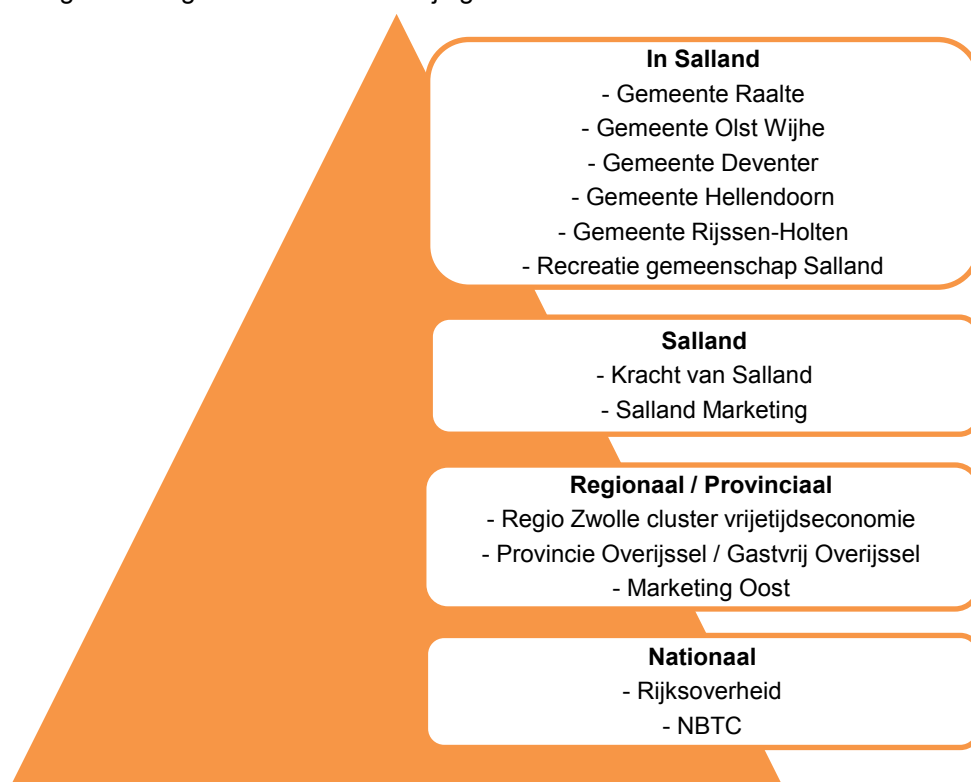 In Salland
- Gemeente Raalte
- Gemeente Olst Wijhe
- Gemeente Deventer
- Gemeente Hellendoorn
- Gemeente Rijssen-Holten
- Recreatie gemeenschap Salland
Salland
- Kracht van Salland
- Salland Marketing
Regionaal / Provinciaal
- Regio Zwolle cluster vrijetijdseconomie
- Provincie Overijssel / Gastvrij Overijssel
- Marketing Oost
Nationaal
- Rijksoverheid
- NBTC